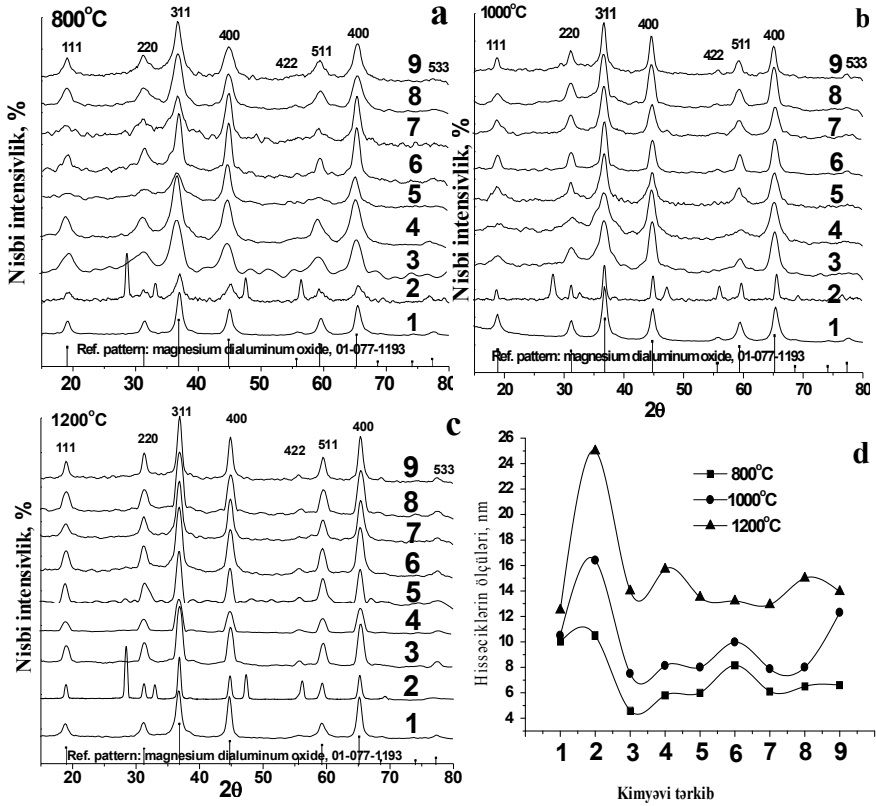 800°C
a
111
220
311
400
422
511
400
533
9
8
7
6
5
4
3
2
1
Nisbi intensivlik, %
Ref. pattern: magnesium dialuminum oxide, 01-077-1193
20 30 40 50 60 70 80
1000°C
b
111
220
311
400
422
511
400
533
9
8
7
6
5
4
3
2
1
Nisbi intensivlik, %
Ref. pattern: magnesium dialuminum oxide, 01-077-1193
20 30 40 50 60 70 80
2θ
1200°C
c
111
220
311
400
422
511
400
533
9
8
7
6
5
4
3
2
1
Nisbi intensivlik, %
Ref. pattern: magnesium dialuminum oxide, 01-077-1193
20 30 40 50 60 70 80
2θ
d
26
24
22
20
18
16
14
12
10
8
6
4
Hissəciklərin ölçüləri, nm
800°C
1000°C
1200°C
1 2 3 4 5 6 7 8 9
Kimyəvi tərkib